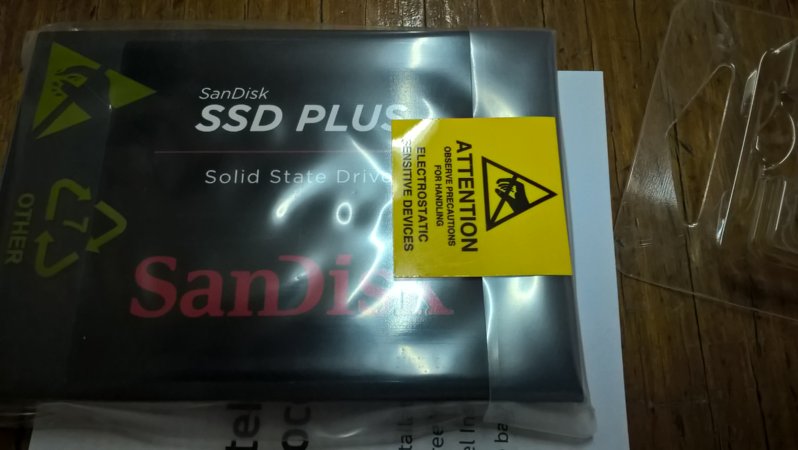 SanDisk
SSD PLUS
Solid State Drive
SanDisk
ATTENTION
OBSERVE PRECAUTIONS
FOR HANDLING
ELECTROSTATIC
SENSITIVE DEVICES
7
OTHER